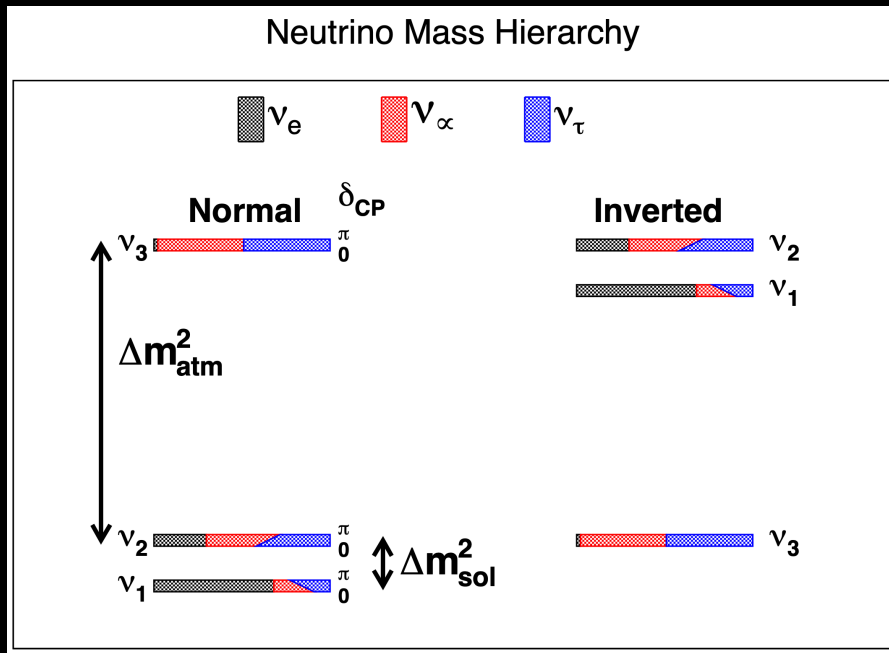 Neutrino Mass Hierarchy
νe να ντ
Normal δCP Inverted
ν3 π 0 ν2
ν1
Δm²atm
ν2 π 0 ν3
Δm²sol
ν1 π 0